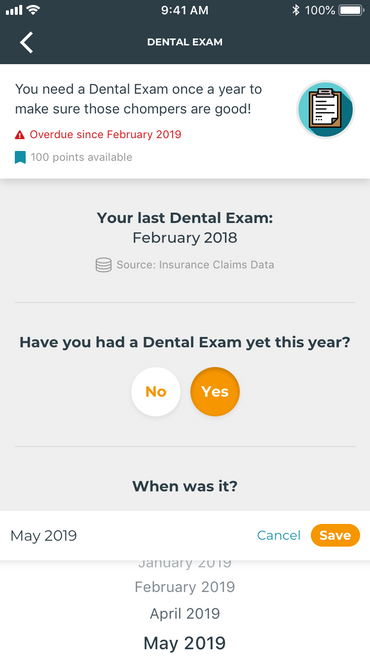 9:41 AM
100%
DENTAL EXAM
You need a Dental Exam once a year to
make sure those chompers are good!
Overdue since February 2019
100 points available
Your last Dental Exam:
February 2018
Source: Insurance Claims Data
Have you had a Dental Exam yet this year?
No
Yes
When was it?
May 2019
Cancel
Save
January 2019
February 2019
April 2019
May 2019